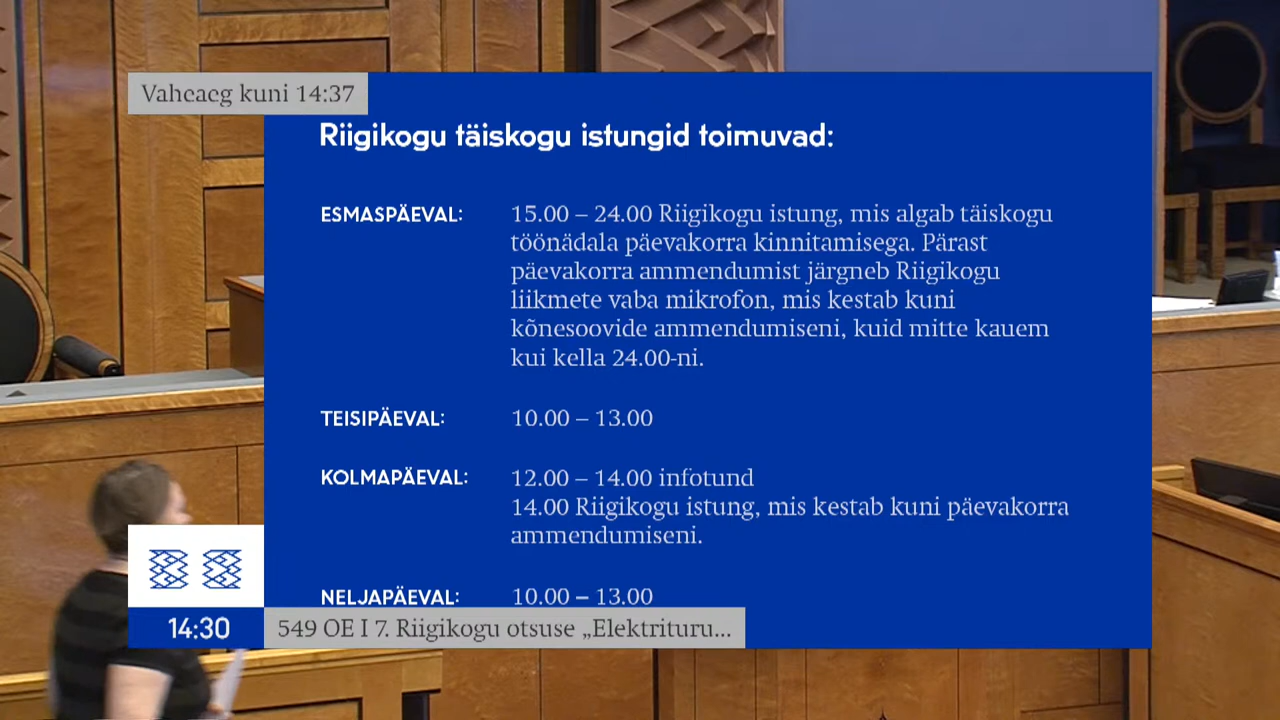 Vaheaeg kuni 14:37
Riigikogu täiskogu istungid toimuvad:
ESMASPÄEVAL: 15.00 – 24.00 Riigikogu istung, mis algab täiskogu
töönädala päevakorra kinnitamisega. Pärast
päevakorra ammendumist järgneb Riigikogu
liikmete vaba mikrofon, mis kestab kuni
kõnesoovide ammendumiseni, kuid mitte kauem
kui kella 24.00-ni.
TEISIPÄEVAL: 10.00 – 13.00
KOLMAPÄEVAL: 12.00 – 14.00 infotund
14.00 Riigikogu istung, mis kestab kuni päevakorra
ammendumiseni.
NELJAPÄEVAL: 10.00 – 13.00
14:30 549 OE I 7. Riigikogu otsuse „Elektrituru...